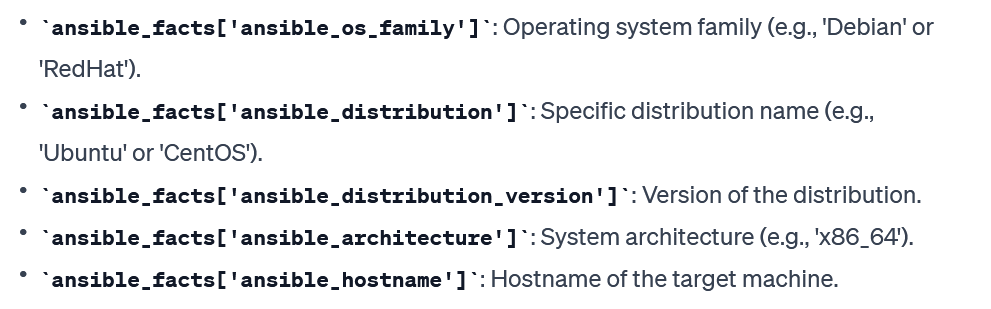 • `ansible_facts['ansible_os_family']`: Operating system family (e.g., 'Debian' or
'RedHat').
• `ansible_facts['ansible_distribution']`: Specific distribution name (e.g.,
'Ubuntu' or 'CentOS').
• `ansible_facts['ansible_distribution_version']`: Version of the distribution.
• `ansible_facts['ansible_architecture']`: System architecture (e.g., 'x86_64').
• `ansible_facts['ansible_hostname']`: Hostname of the target machine.